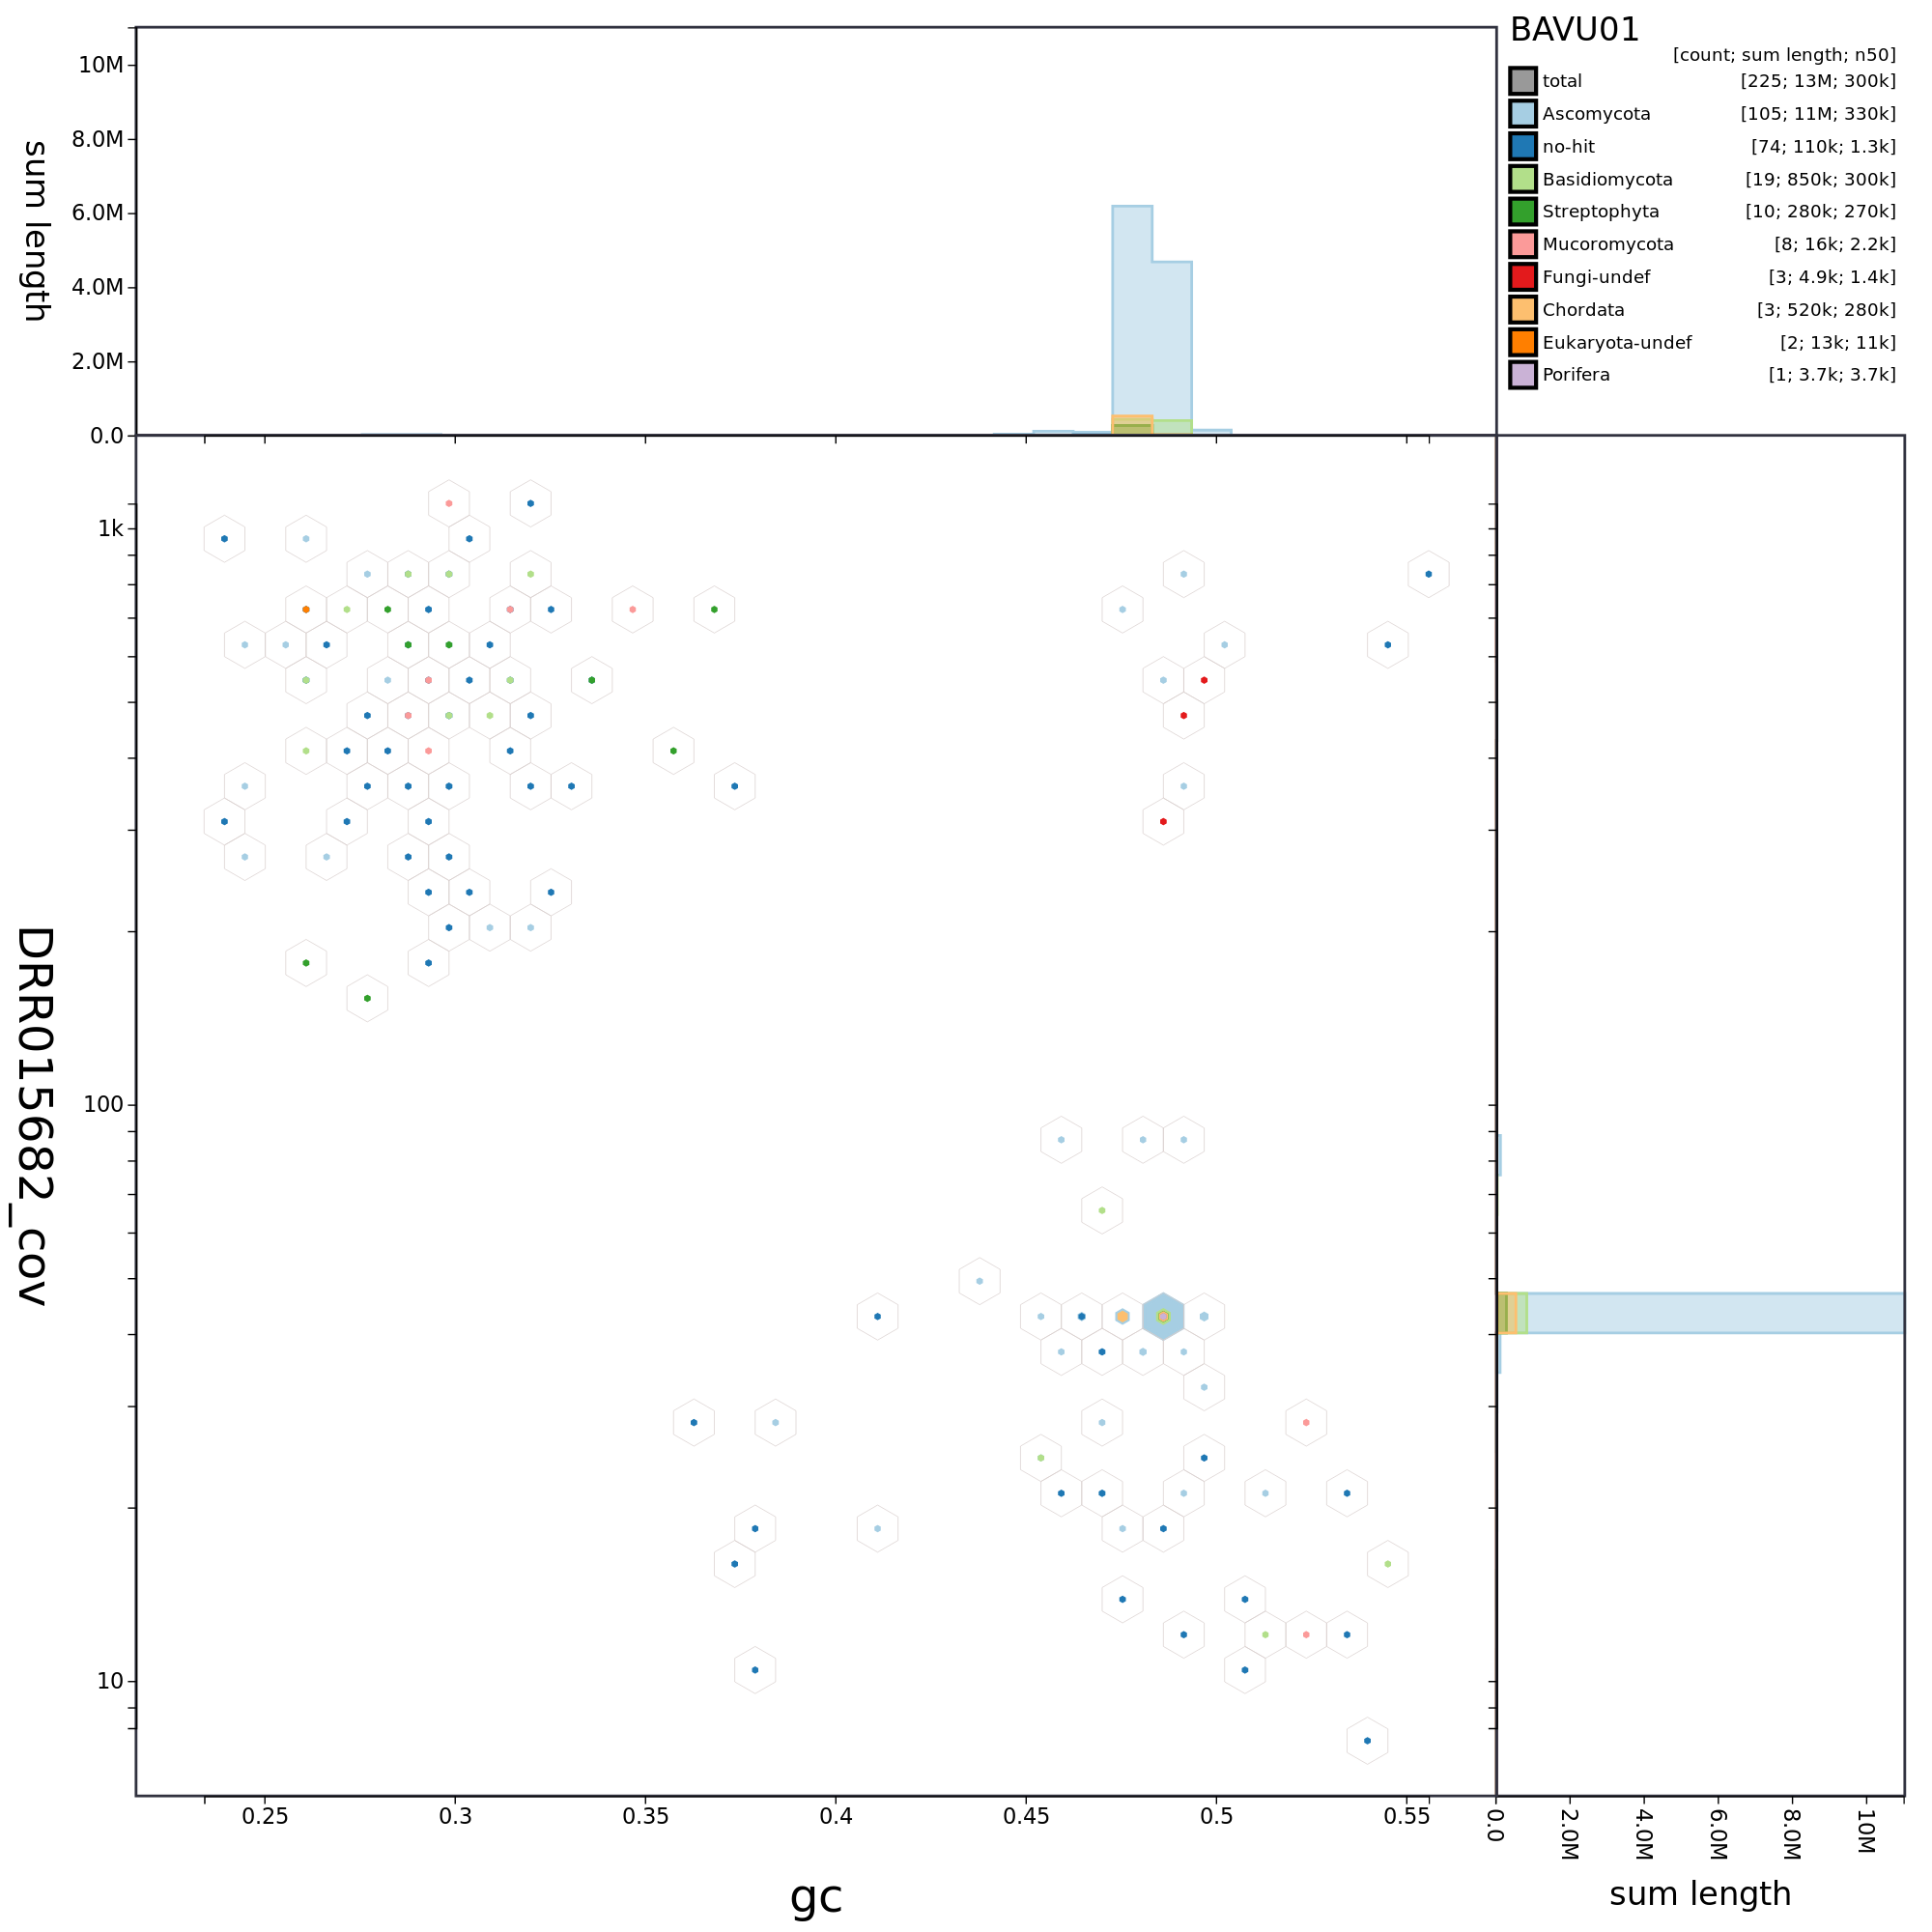 BAVU01
[count; sum length; n50]
total [225; 13M; 300k]
Ascomycota [105; 11M; 330k]
no-hit [74; 110k; 1.3k]
Basidiomycota [19; 850k; 300k]
Streptophyta [10; 280k; 270k]
Mucoromycota [8; 16k; 2.2k]
Fungi-undef [3; 4.9k; 1.4k]
Chordata [3; 520k; 280k]
Eukaryota-undef [2; 13k; 11k]
Porifera [1; 3.7k; 3.7k]
sum length
10M
8.0M
6.0M
4.0M
2.0M
0.0
DRR015682_cov
1k
100
10
0.25 0.3 0.35 0.4 0.45 0.5 0.55
gc
0.0 2.0M 4.0M 6.0M 8.0M 10M
sum length